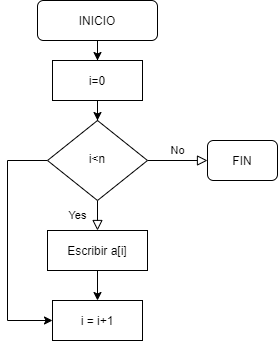 INICIO
i=0
i<n
No
FIN
Yes
Escribir a[i]
i = i+1